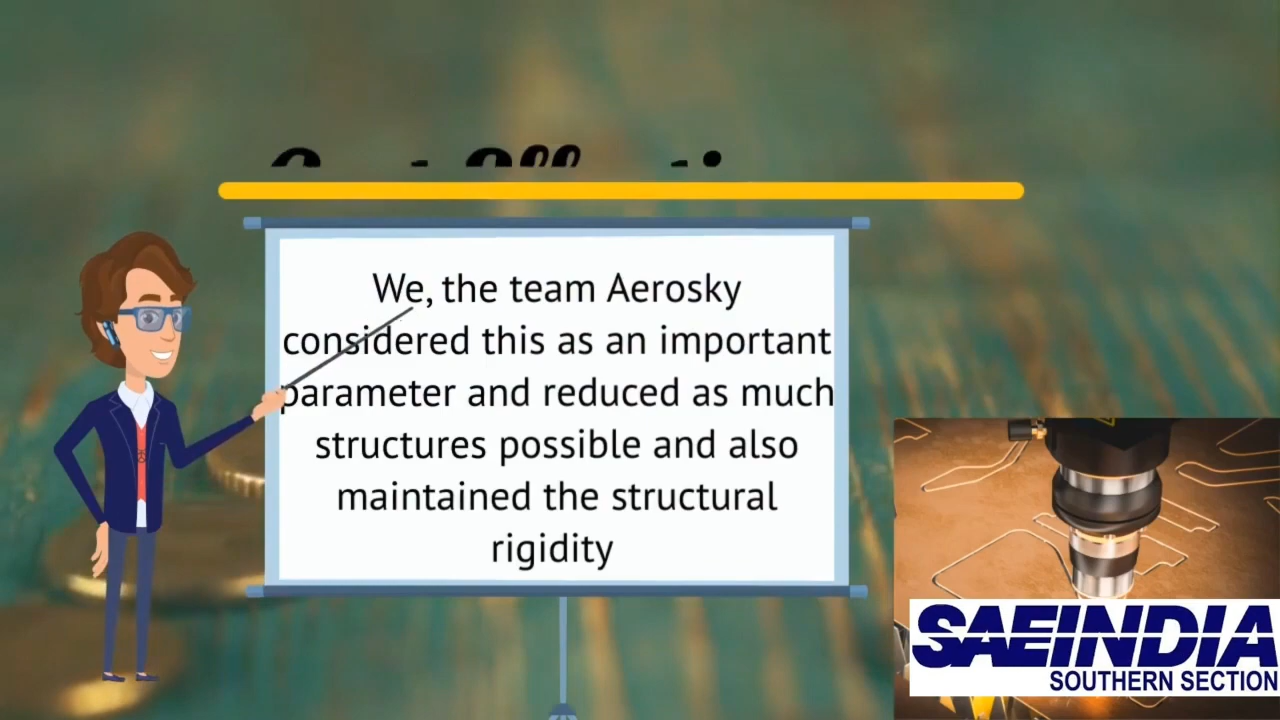 We, the team Aerosky
considered this as an important
parameter and reduced as much
structures possible and also
maintained the structural
rigidity
SAEINDIA
SOUTHERN SECTION